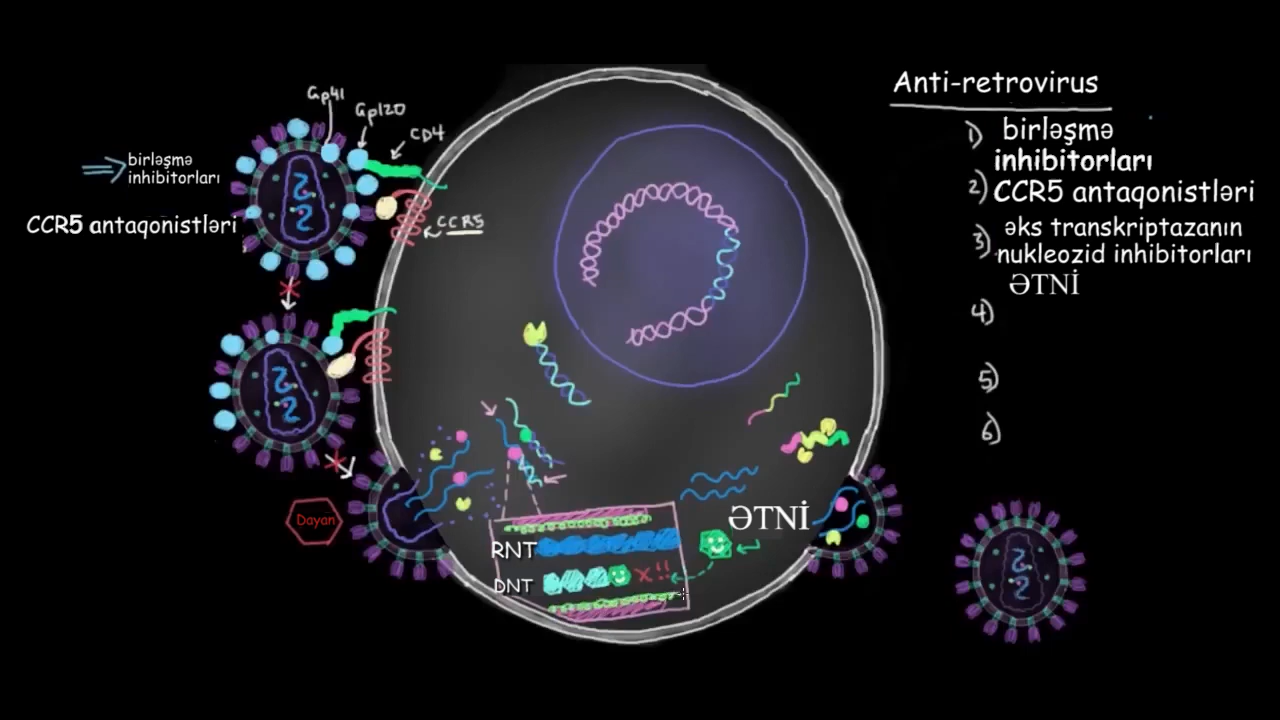 Gp41
Gp120
CD4
birləşmə
inhibitorları
CCR5 antaqonistləri
CCR5
Dayan
RNT
DNT
X!!
ƏTNİ
Anti-retrovirus
1) birləşmə
inhibitorları
2) CCR5 antaqonistləri
3) əks transkriptazanın
nukleozid inhibitorları
ƏTNİ
4)
5)
6)